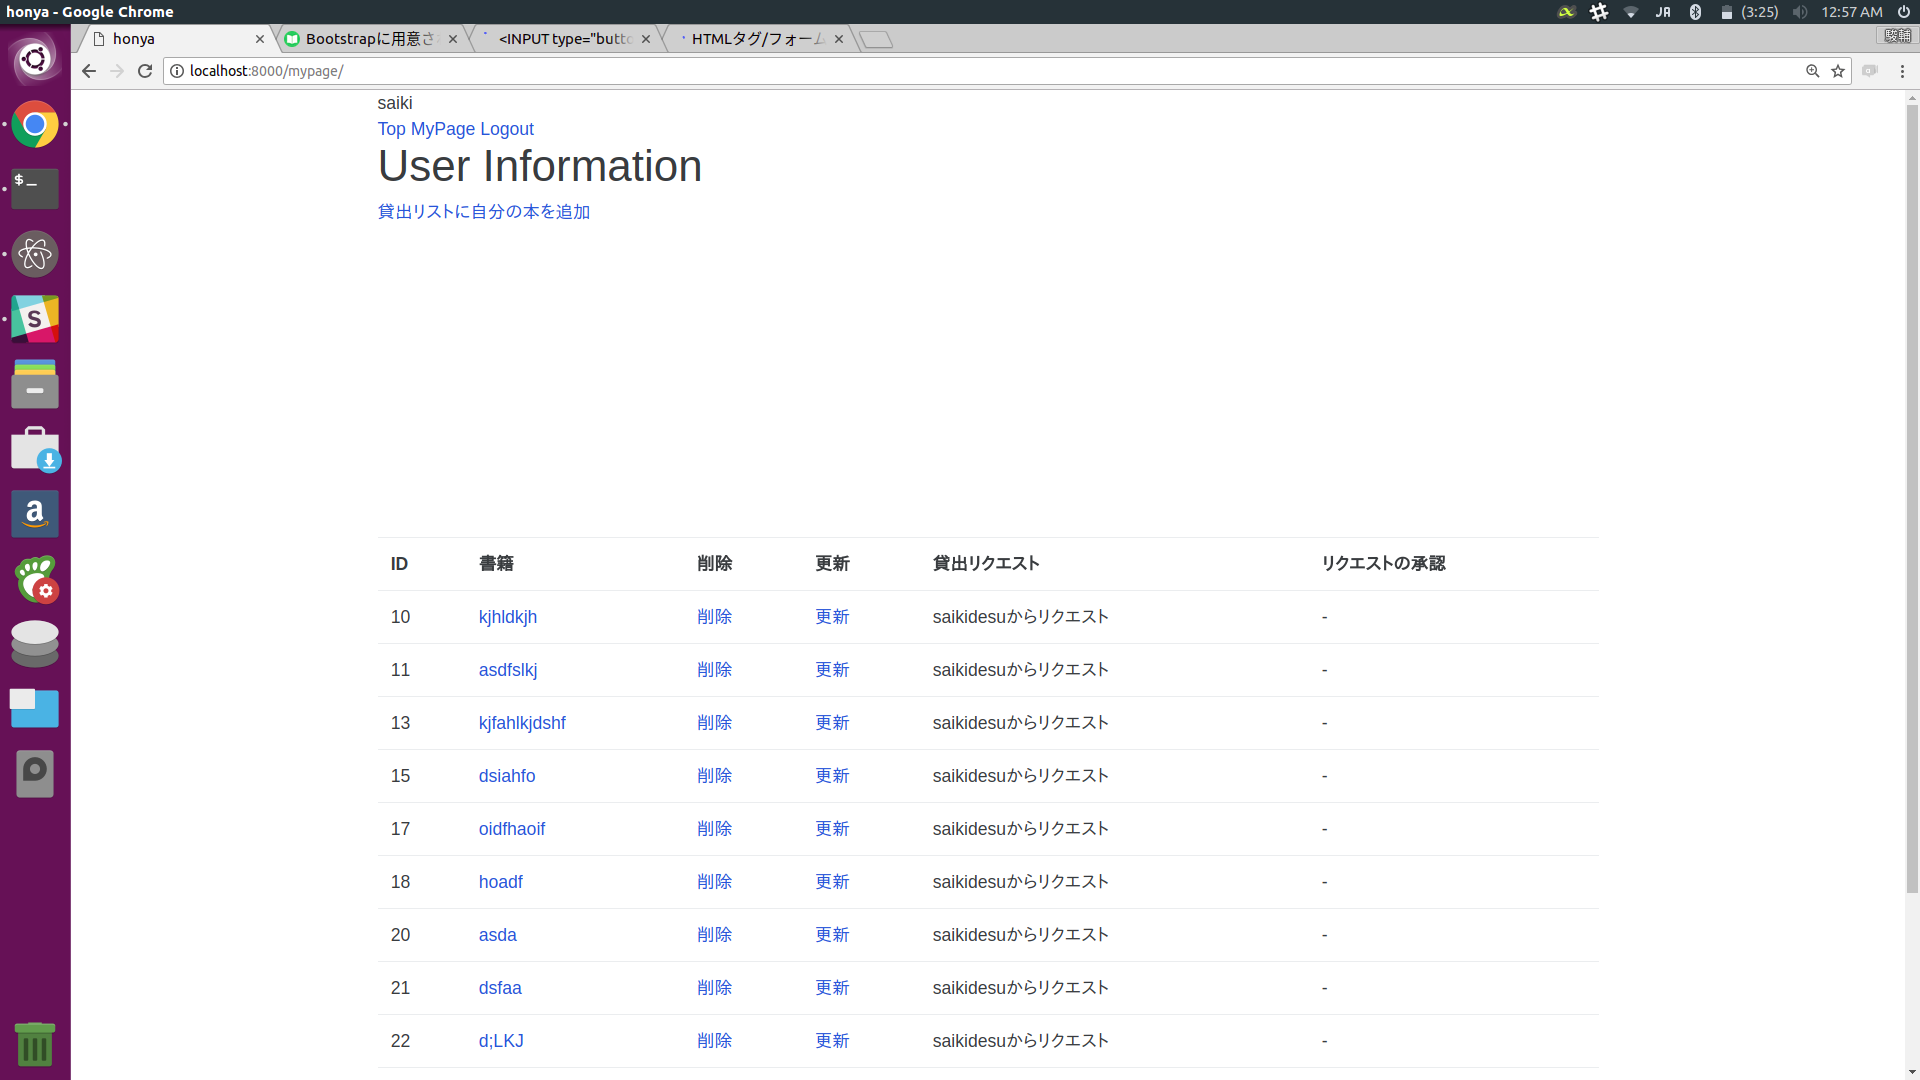 honya - Google Chrome
JA (3:25) 12:57 AM
honya
Bootstrapに用意さ
<INPUT type="butto
HTMLタグ/フォーム
駿輔
localhost:8000/mypage/
saiki
Top MyPage Logout
User Information
貸出リストに自分の本を追加
ID 書籍 削除 更新 貸出リクエスト リクエストの承認
10 kjhldkjh 削除 更新 saikidesuからリクエスト -
11 asdfslkj 削除 更新 saikidesuからリクエスト -
13 kjfahlkjdshf 削除 更新 saikidesuからリクエスト -
15 dsiahfo 削除 更新 saikidesuからリクエスト -
17 oidfhaoif 削除 更新 saikidesuからリクエスト -
18 hoadf 削除 更新 saikidesuからリクエスト -
20 asda 削除 更新 saikidesuからリクエスト -
21 dsfaa 削除 更新 saikidesuからリクエスト -
22 d;LKJ 削除 更新 saikidesuからリクエスト -